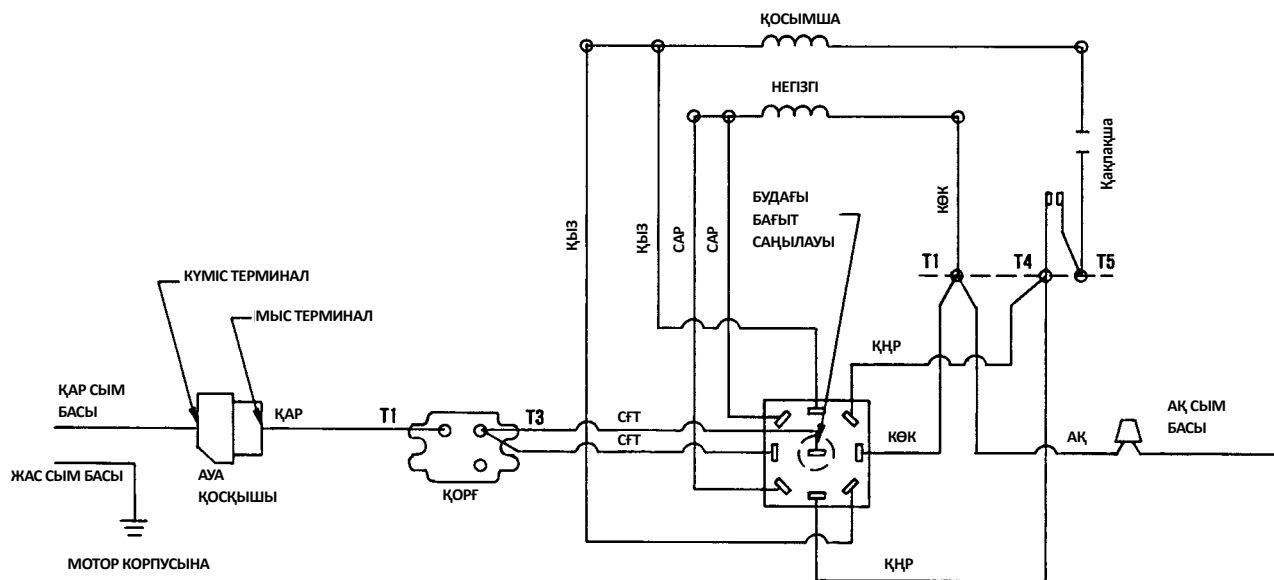 ҚОСЫМША
НЕГІЗГІ
Қақпақша
ҚЫЗ
ҚЫЗ
САР
САР
БУДАҒЫ
БАҒЫТ
САҢЫЛАУЫ
КӨК
T1
T4
T5
КҮМІС ТЕРМИНАЛ
МЫС ТЕРМИНАЛ
ҚҢР
ҚАР СЫМ
БАСЫ
ҚАР
T1
T3
СҒТ
СҒТ
КӨК
АҚ
АҚ СЫМ
БАСЫ
ЖАС СЫМ БАСЫ
АУА
ҚОСҚЫШЫ
ҚОРҒ
МОТОР КОРПУСЫНА
ҚҢР